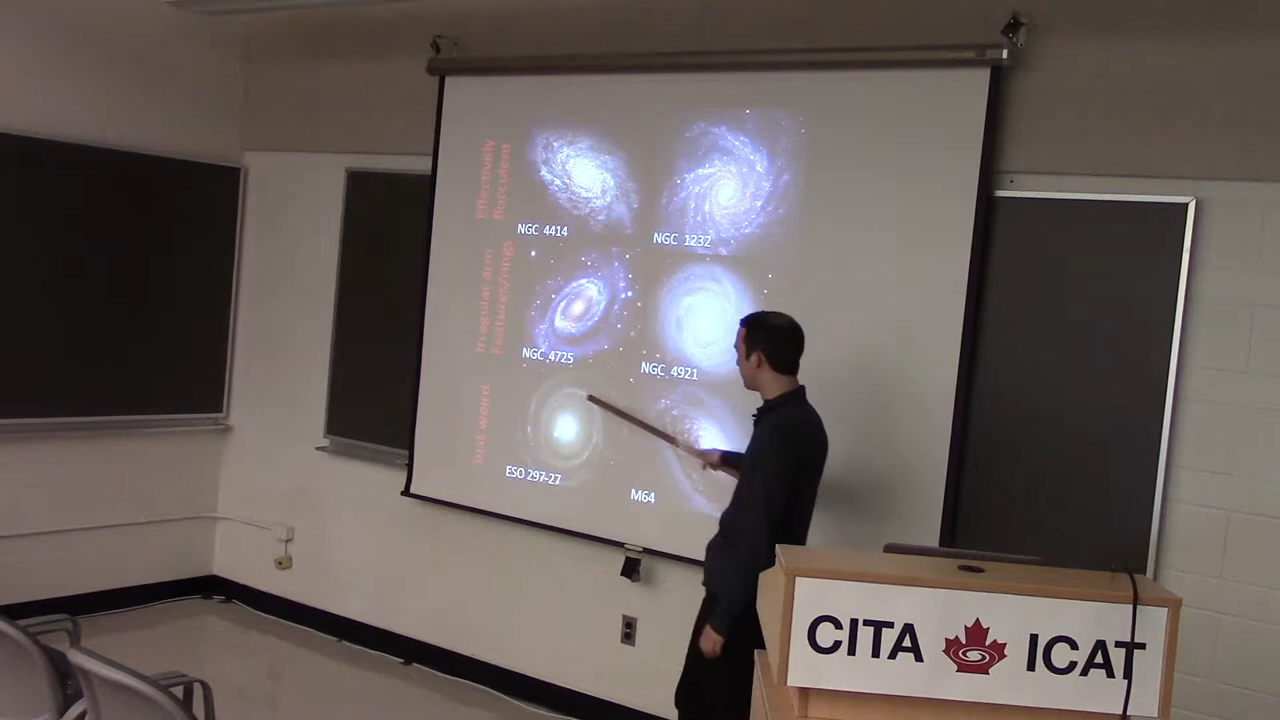 Effectively
flocculent
NGC 4414
NGC 1232
Irregular arm
Features/rings
NGC 4725
NGC 4921
Just weird
ESO 297-27
M64
CITA ICAT